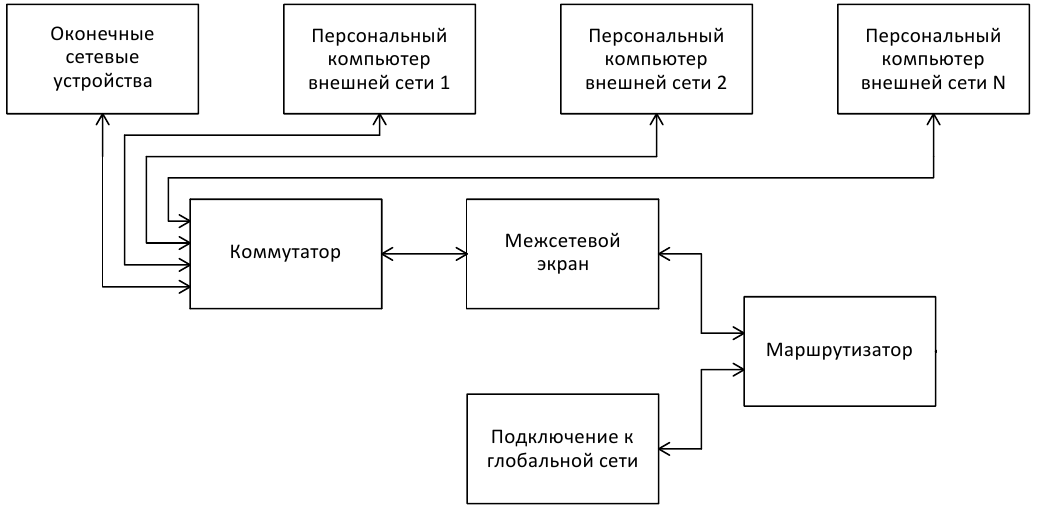 Оконечные
сетевые
устройства
Персональный
компьютер
внешней сети 1
Персональный
компьютер
внешней сети 2
Персональный
компьютер
внешней сети N
Коммутатор
Межсетевой
экран
Маршрутизатор
Подключение к
глобальной сети